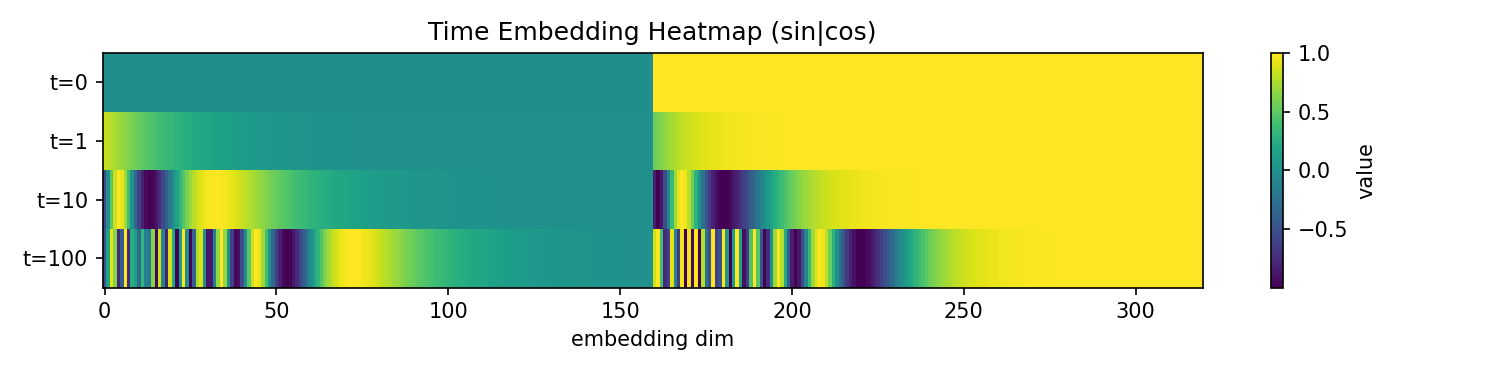 Time Embedding Heatmap (sin|cos)
t=0
t=1
t=10
t=100
0 50 100 150 200 250 300
embedding dim
1.0
0.5
0.0
−0.5
value